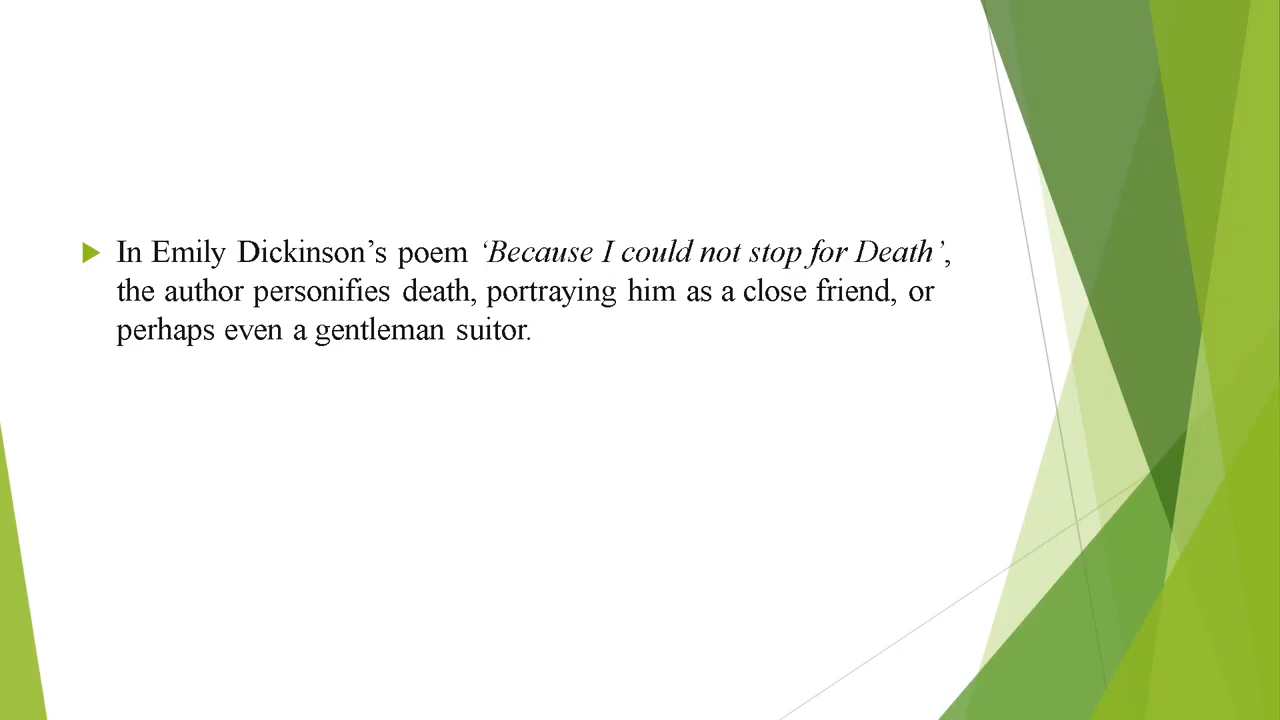 In Emily Dickinson’s poem ‘Because I could not stop for Death’,
the author personifies death, portraying him as a close friend, or
perhaps even a gentleman suitor.